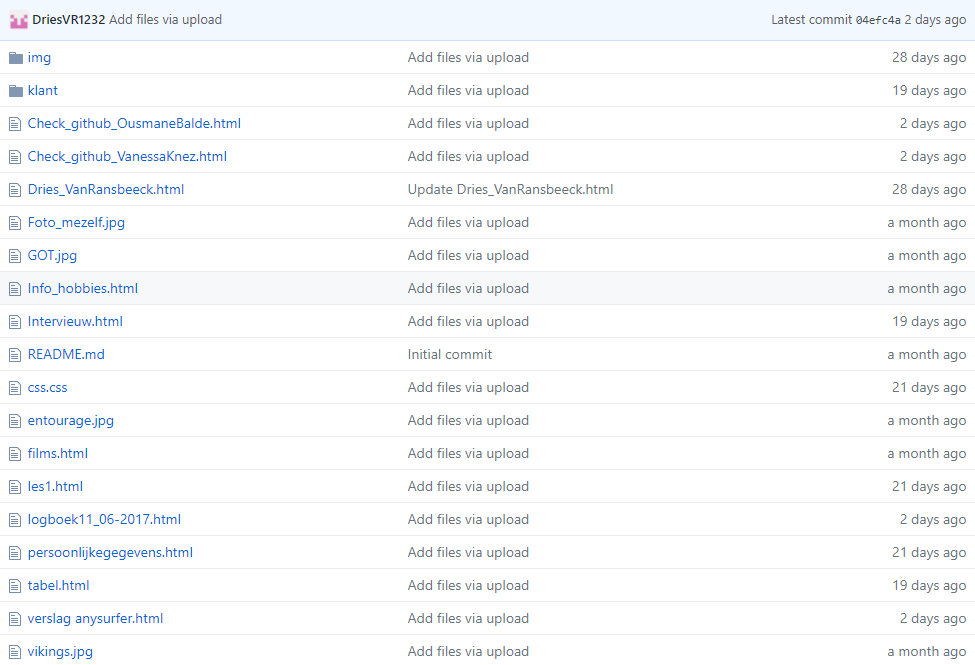 DriesVR1232 Add files via upload Latest commit 04efc4a 2 days ago
img Add files via upload 28 days ago
klant Add files via upload 19 days ago
Check_github_OusmaneBalde.html Add files via upload 2 days ago
Check_github_VanessaKnez.html Add files via upload 2 days ago
Dries_VanRansbeeck.html Update Dries_VanRansbeeck.html 28 days ago
Foto_mezelf.jpg Add files via upload a month ago
GOT.jpg Add files via upload a month ago
Info_hobbies.html Add files via upload a month ago
Intervieuw.html Add files via upload 19 days ago
README.md Initial commit a month ago
css.css Add files via upload 21 days ago
entourage.jpg Add files via upload a month ago
films.html Add files via upload a month ago
les1.html Add files via upload 21 days ago
logboek11_06-2017.html Add files via upload 2 days ago
persoonlijkegegevens.html Add files via upload 21 days ago
tabel.html Add files via upload 19 days ago
verslag anysurfer.html Add files via upload 2 days ago
vikings.jpg Add files via upload a month ago